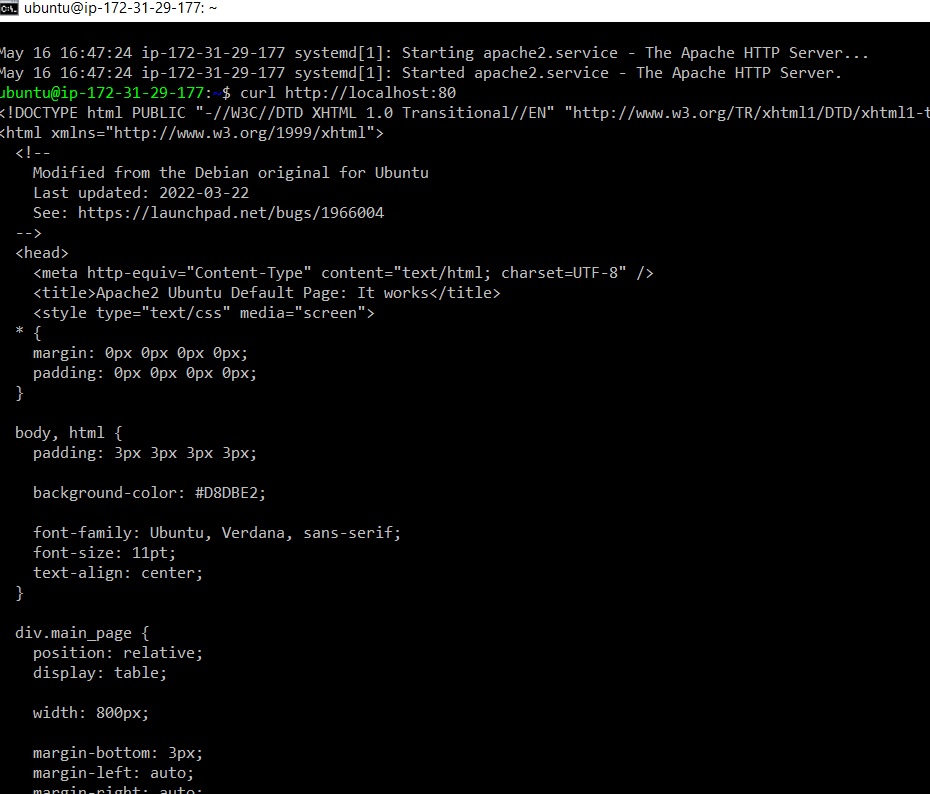 ubuntu@ip-172-31-29-177: ~
May 16 16:47:24 ip-172-31-29-177 systemd[1]: Starting apache2.service - The Apache HTTP Server...
May 16 16:47:24 ip-172-31-29-177 systemd[1]: Started apache2.service - The Apache HTTP Server.
ubuntu@ip-172-31-29-177:~$ curl http://localhost:80
<!DOCTYPE html PUBLIC "-//W3C//DTD XHTML 1.0 Transitional//EN" "http://www.w3.org/TR/xhtml1/DTD/xhtml1-t
<html xmlns="http://www.w3.org/1999/xhtml">
<!--
Modified from the Debian original for Ubuntu
Last updated: 2022-03-22
See: https://launchpad.net/bugs/1966004
-->
<head>
<meta http-equiv="Content-Type" content="text/html; charset=UTF-8" />
<title>Apache2 Ubuntu Default Page: It works</title>
<style type="text/css" media="screen">
* {
margin: 0px 0px 0px 0px;
padding: 0px 0px 0px 0px;
}
body, html {
padding: 3px 3px 3px 3px;
background-color: #D8DBE2;
font-family: Ubuntu, Verdana, sans-serif;
font-size: 11pt;
text-align: center;
}
div.main_page {
position: relative;
display: table;
width: 800px;
margin-bottom: 3px;
margin-left: auto;
margin-right: auto;